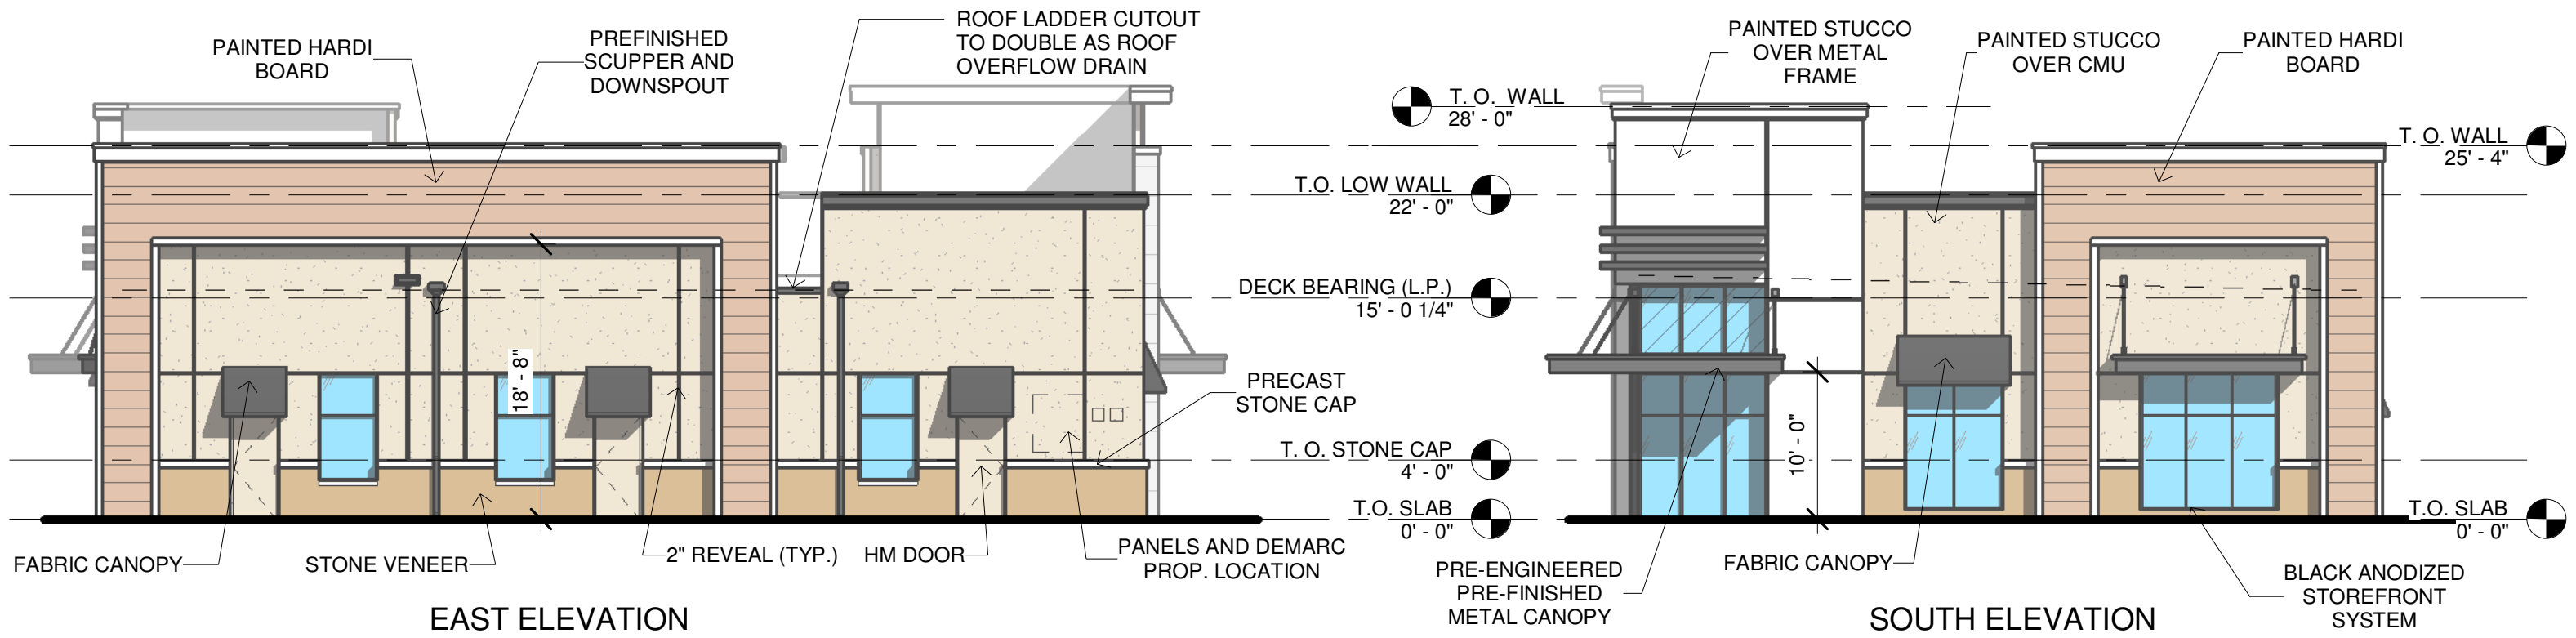 PAINTED HARDI
BOARD
PREFINISHED
SCUPPER AND
DOWNSPOUT
ROOF LADDER CUTOUT
TO DOUBLE AS ROOF
OVERFLOW DRAIN
18' - 8"
PRECAST
STONE CAP
FABRIC CANOPY
STONE VENEER
2" REVEAL (TYP.)
HM DOOR
PANELS AND DEMARC
PROP. LOCATION
EAST ELEVATION
T. O. WALL
28' - 0"
T.O. LOW WALL
22' - 0"
DECK BEARING (L.P.)
15' - 0 1/4"
T. O. STONE CAP
4' - 0"
T.O. SLAB
0' - 0"
PAINTED STUCCO
OVER METAL
FRAME
PAINTED STUCCO
OVER CMU
PAINTED HARDI
BOARD
T. O. WALL
25' - 4"
10' - 0"
T.O. SLAB
0' - 0"
PRE-ENGINEERED
PRE-FINISHED
METAL CANOPY
FABRIC CANOPY
BLACK ANODIZED
STOREFRONT
SYSTEM
SOUTH ELEVATION